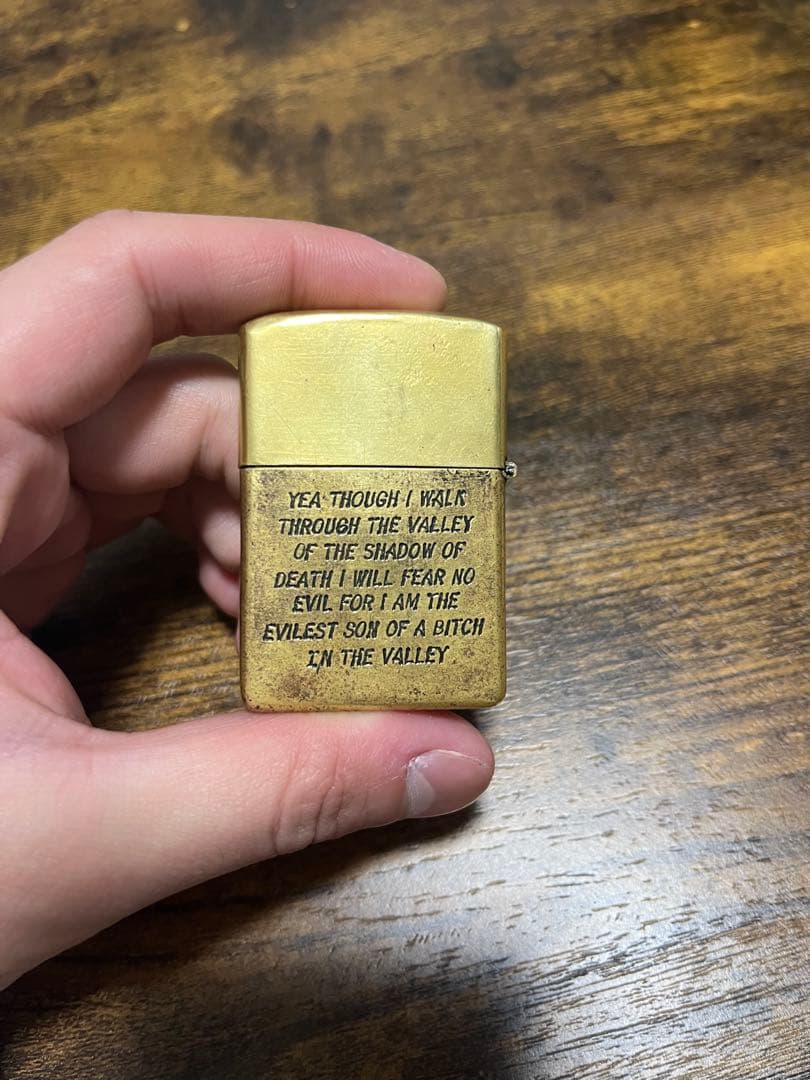 YEA THOUGH I WALK
THROUGH THE VALLEY
OF THE SHADOW OF
DEATH I WILL FEAR NO
EVIL FOR I AM THE
EVILEST SON OF A BITCH
IN THE VALLEY